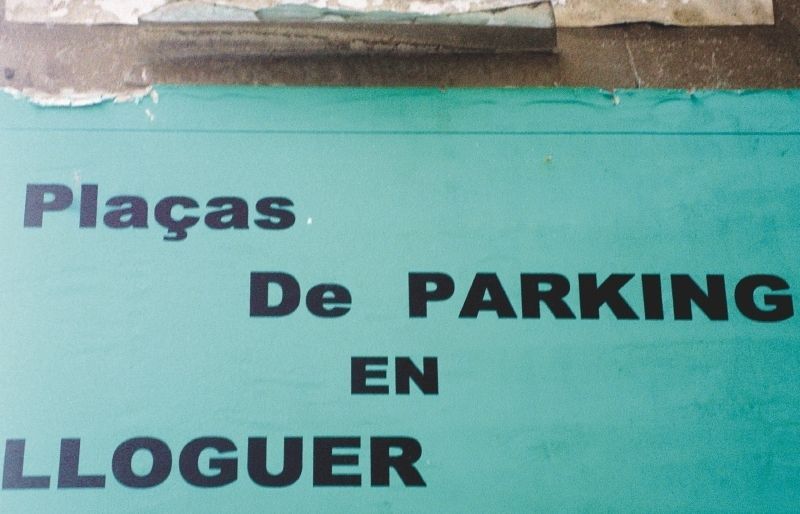 Plaças
De PARKING
EN
LLOGUER